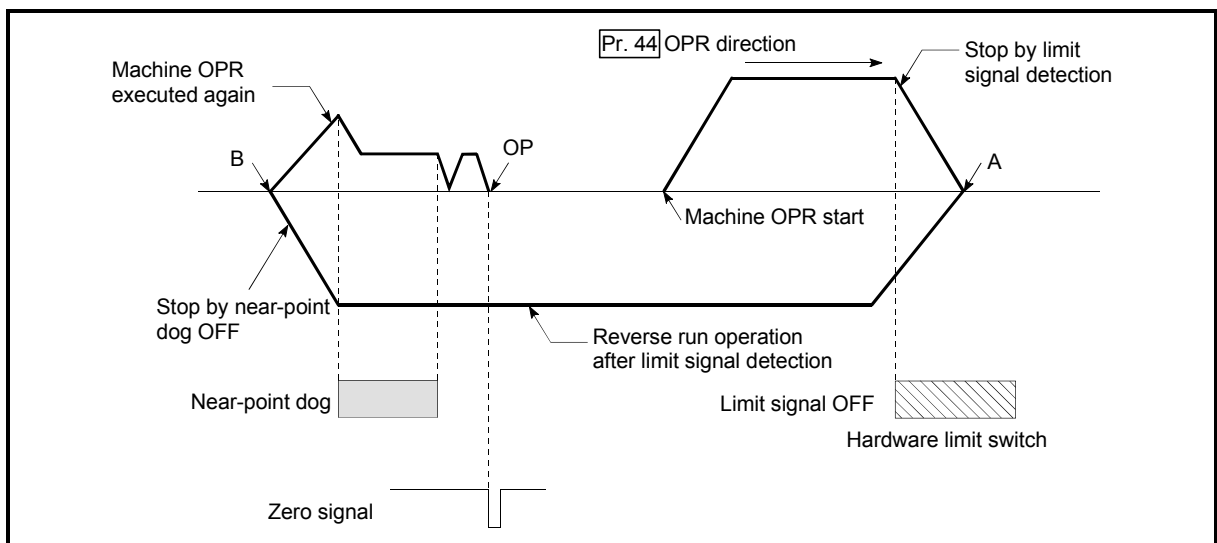 Pr. 44 OPR direction
Stop by limit
signal detection
Machine OPR
executed again
B
OP
A
Machine OPR start
Stop by near-point
dog OFF
Reverse run operation
after limit signal detection
Near-point dog
Limit signal OFF
Hardware limit switch
Zero signal